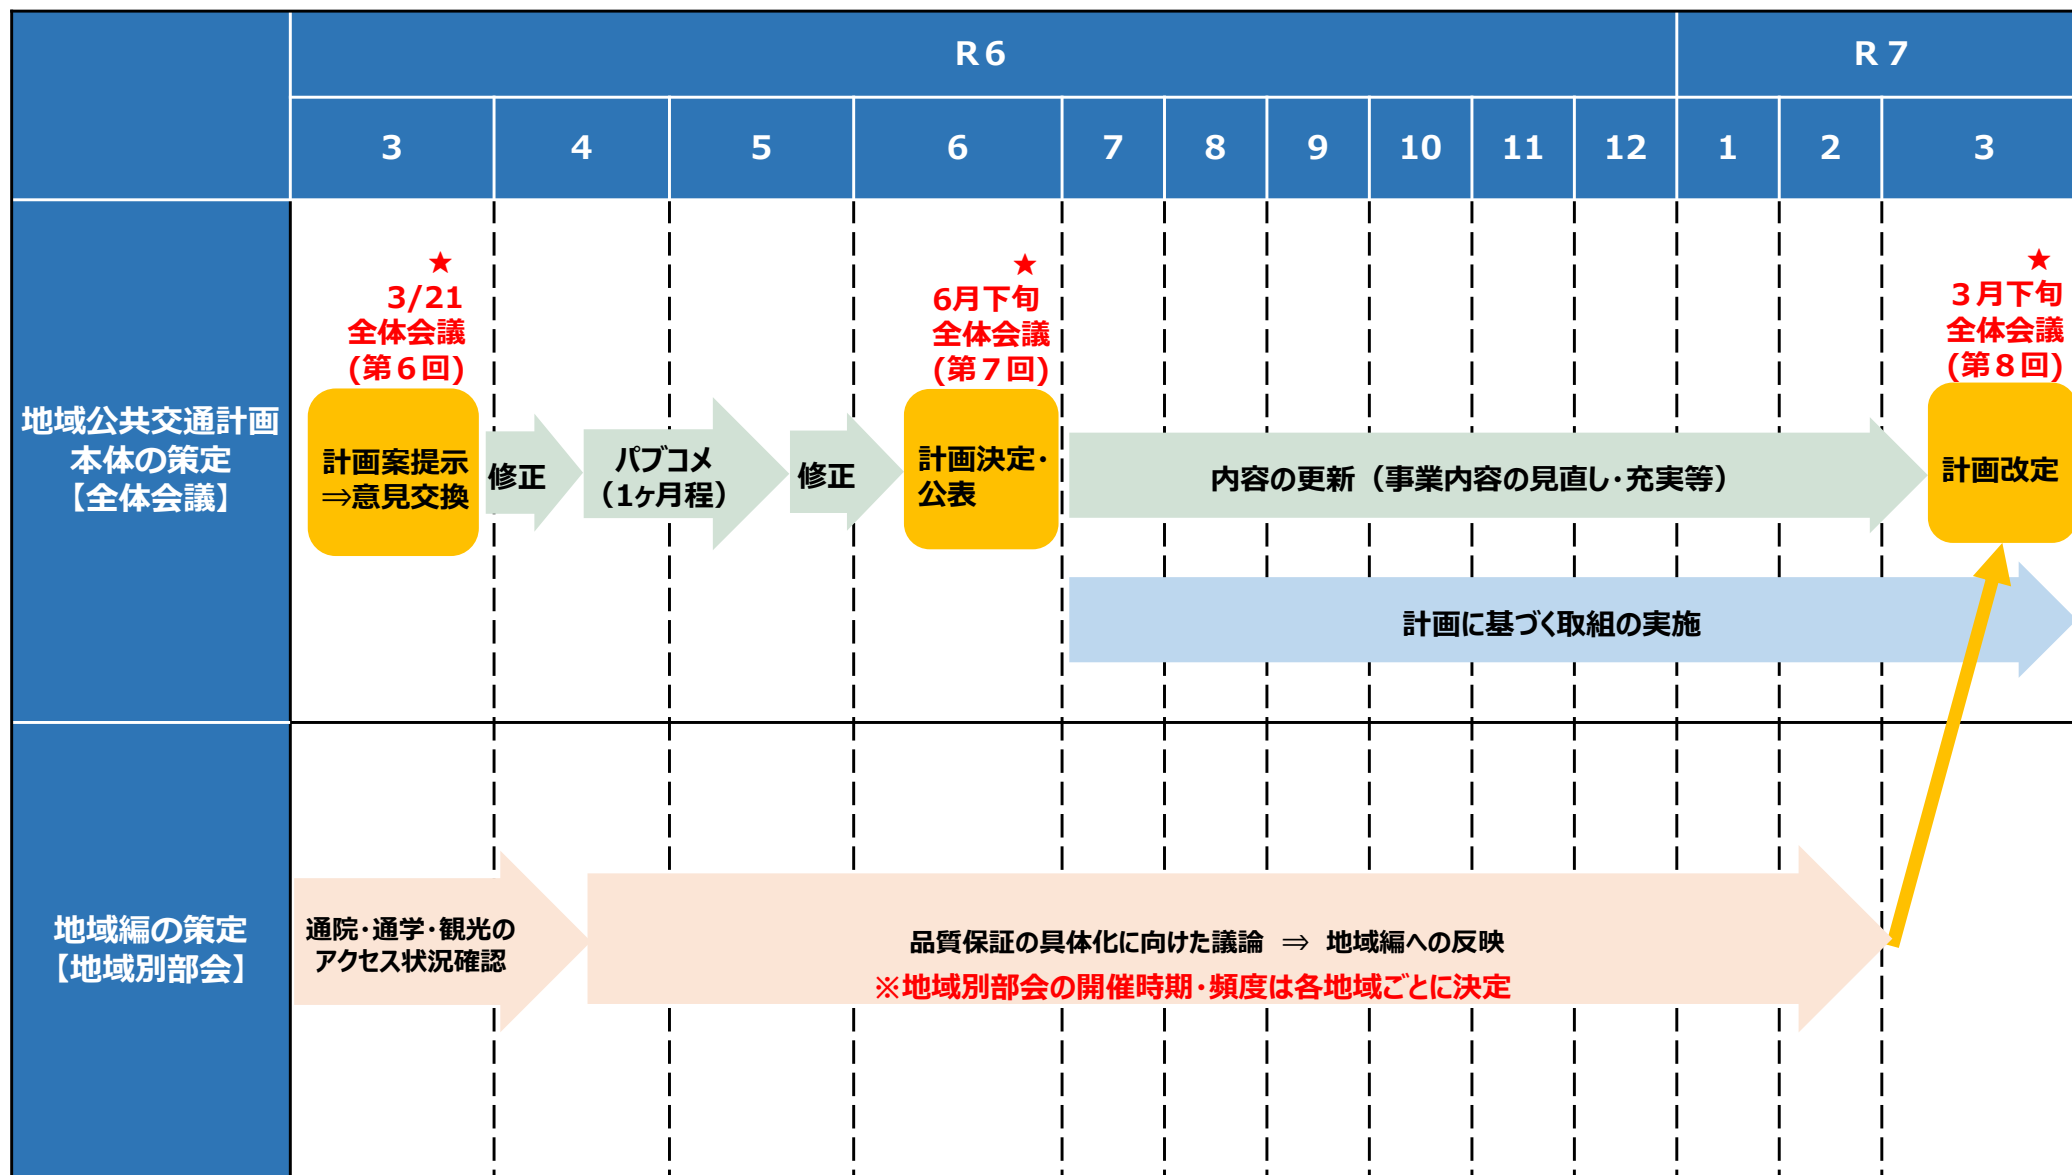 R６
R７
3
4
5
6
7
8
9
10
11
12
1
2
3
地域公共交通計画
本体の策定
【全体会議】
★
3/21
全体会議
(第６回)
計画案提示
⇒意見交換
修正
パブコメ
（1ヶ月程）
修正
★
6月下旬
全体会議
(第７回)
計画決定・
公表
内容の更新（事業内容の見直し・充実等）
★
３月下旬
全体会議
(第８回)
計画改定
計画に基づく取組の実施
地域編の策定
【地域別部会】
通院・通学・観光の
アクセス状況確認
品質保証の具体化に向けた議論 ⇒ 地域編への反映
※地域別部会の開催時期・頻度は各地域ごとに決定